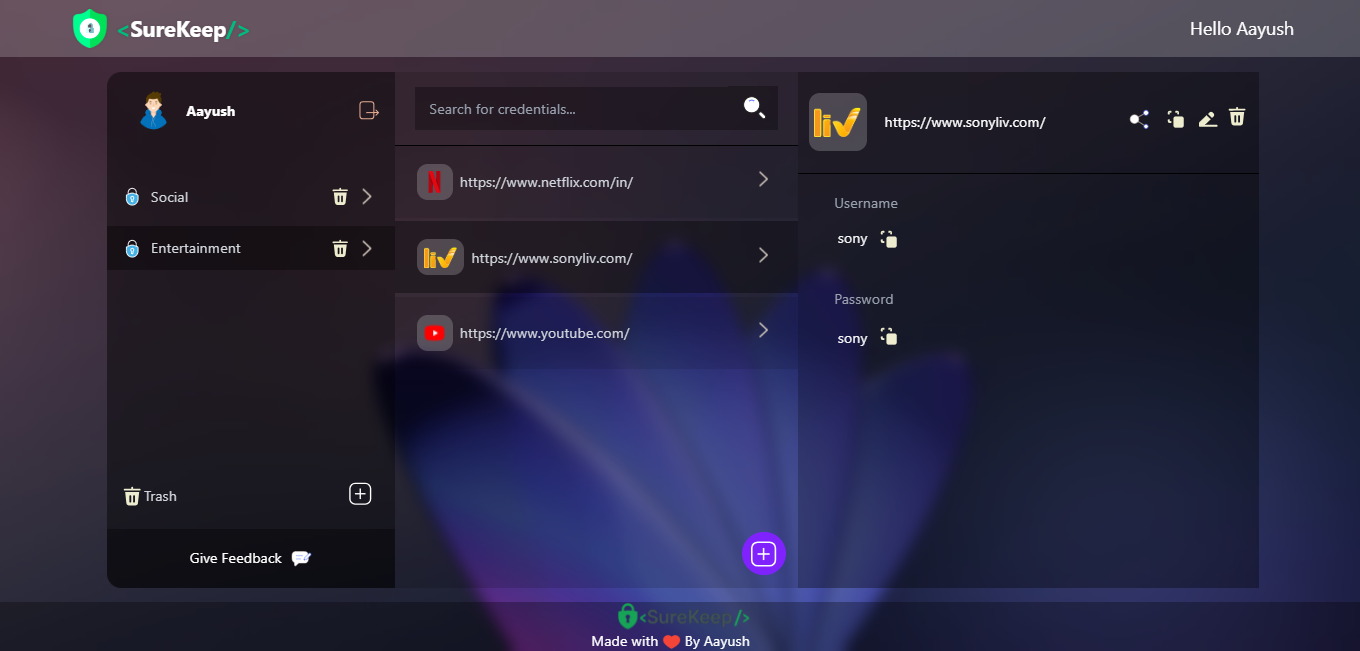 <SureKeep/>
Hello Aayush
Aayush
Social
Entertainment
Trash
Give Feedback
Search for credentials...
https://www.netflix.com/in/
liv
https://www.sonyliv.com/
https://www.youtube.com/
liv
https://www.sonyliv.com/
Username
sony
Password
sony
<SureKeep/>
Made with ❤ By Aayush